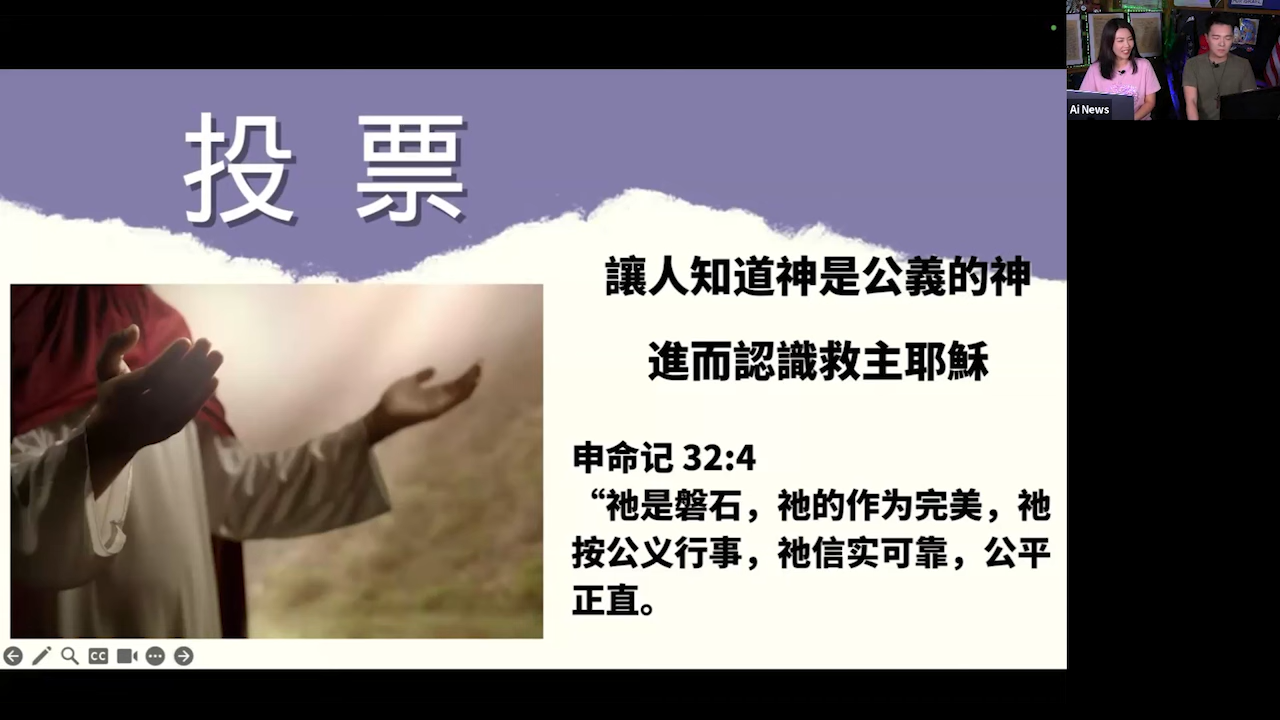 投票
讓人知道神是公義的神
進而認識救主耶穌
申命记 32:4
“祂是磐石，祂的作为完美，祂
按公义行事，祂信实可靠，公平
正直。
CC
Ai News